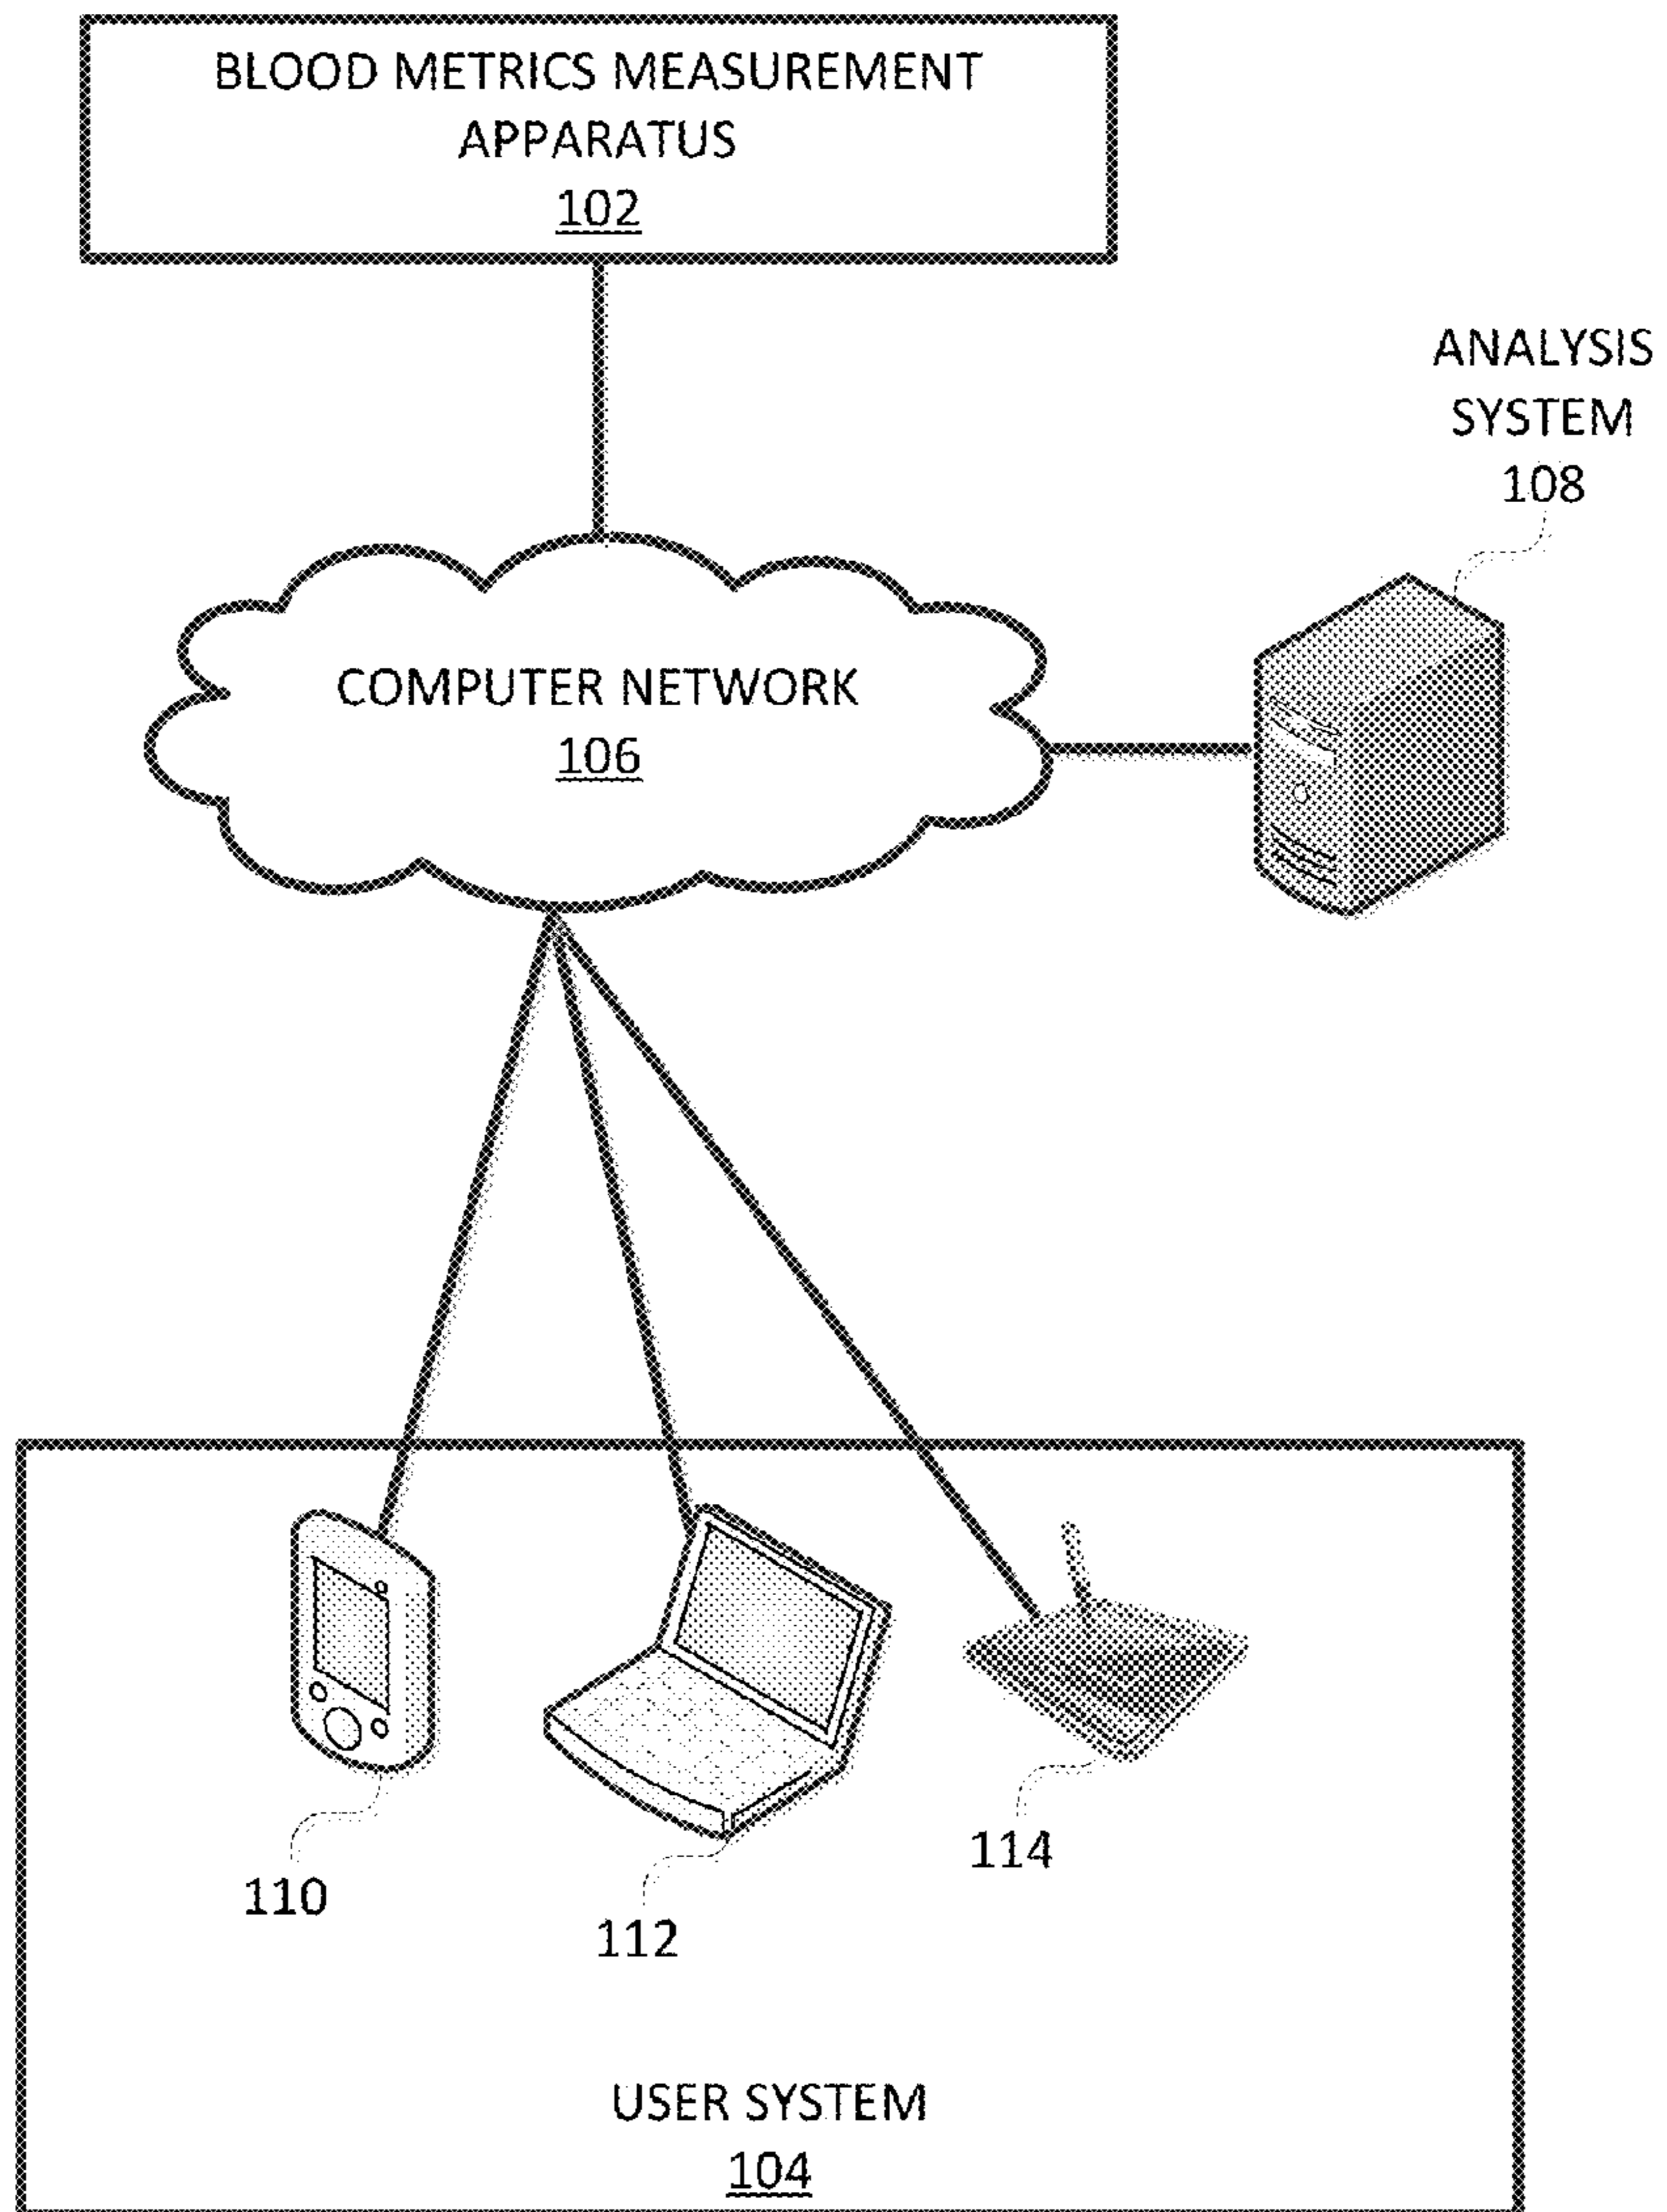 BLOOD METRICS MEASUREMENT
APPARATUS
102
ANALYSIS
SYSTEM
108
COMPUTER NETWORK
106
110
112
114
USER SYSTEM
104